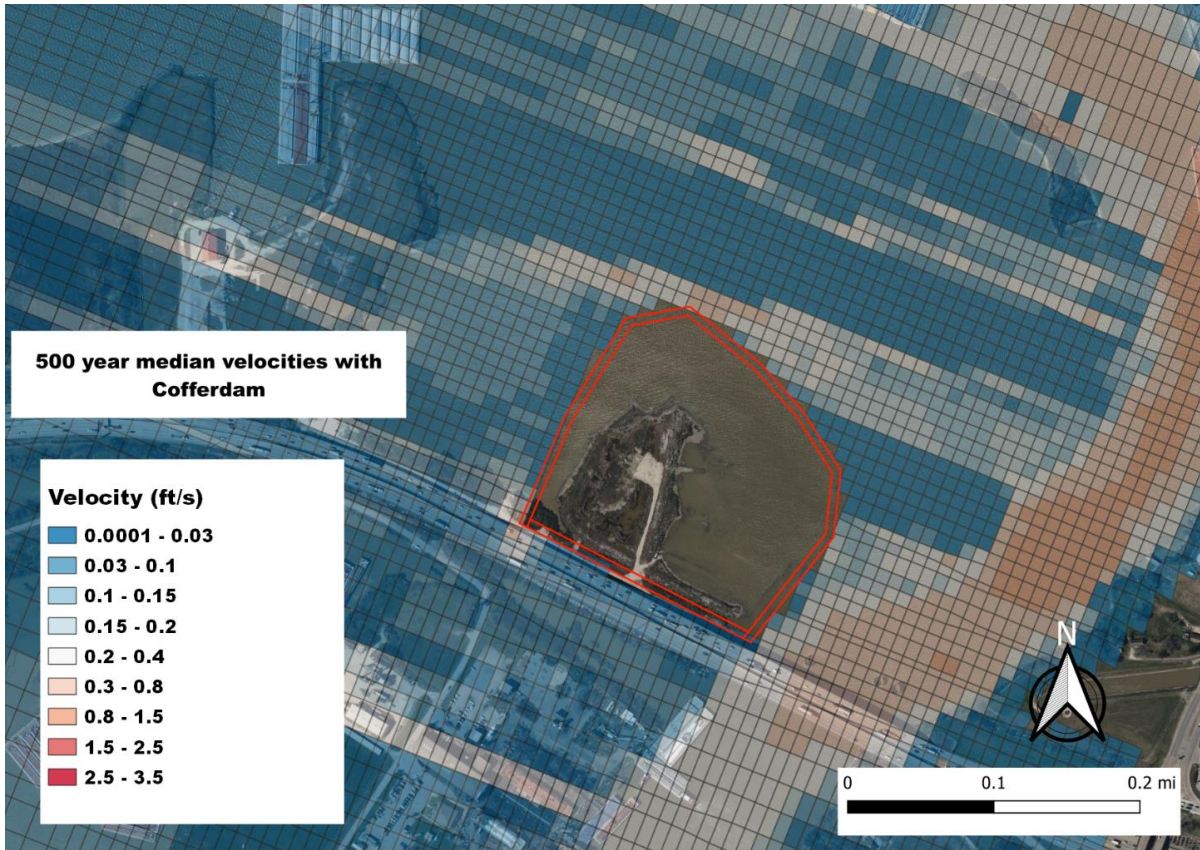 500 year median velocities with
Cofferdam
Velocity (ft/s)
0.0001 - 0.03
0.03 - 0.1
0.1 - 0.15
0.15 - 0.2
0.2 - 0.4
0.3 - 0.8
0.8 - 1.5
1.5 - 2.5
2.5 - 3.5
N
0 0.1 0.2 mi